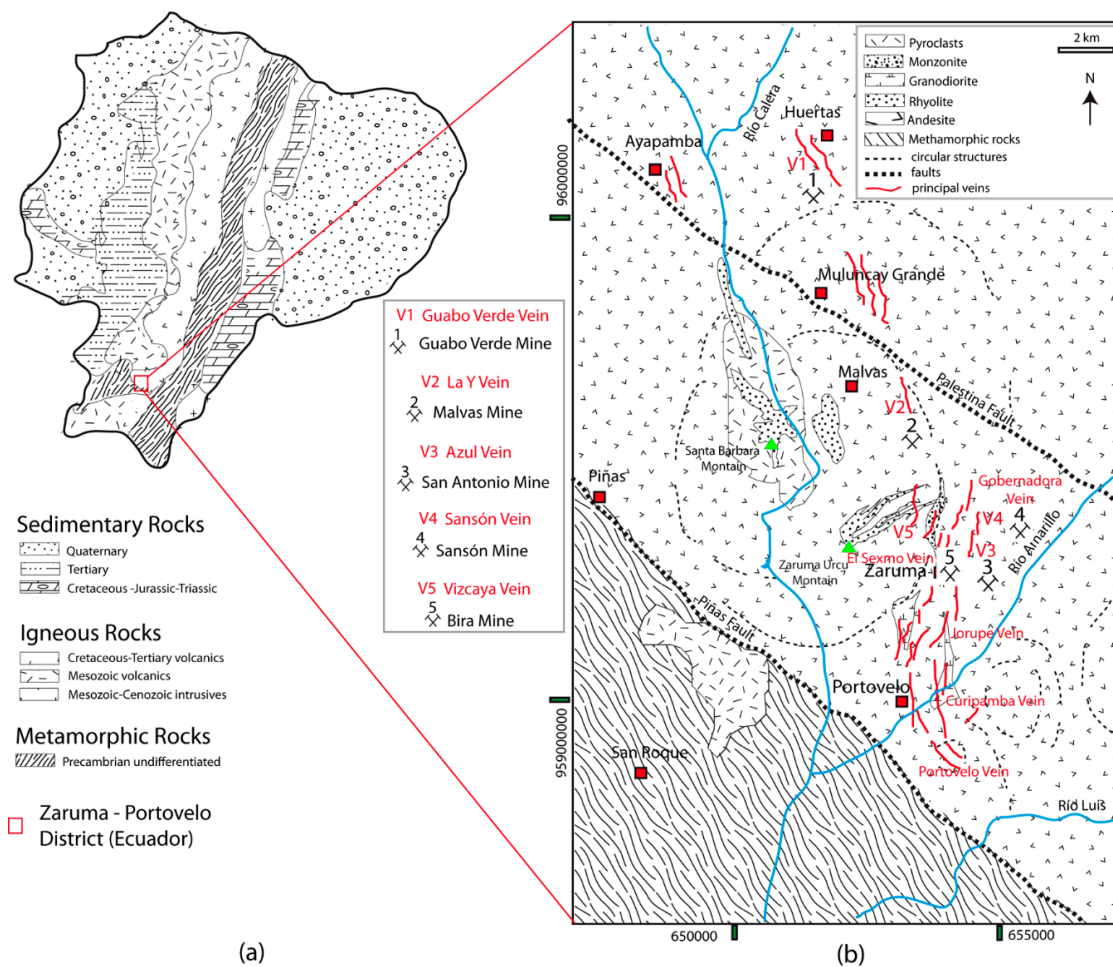 Sedimentary Rocks
Quaternary
Tertiary
Cretaceous -Jurassic-Triassic
Igneous Rocks
Cretaceous-Tertiary volcanics
Mesozoic volcanics
Mesozoic-Cenozoic intrusives
Metamorphic Rocks
Precambrian undifferentiated
Zaruma - Portovelo
District (Ecuador)
(a)
V1 Guabo Verde Vein
1
Guabo Verde Mine
V2 La Y Vein
2
Malvas Mine
V3 Azul Vein
3
San Antonio Mine
V4 Sansón Vein
4
Sansón Mine
V5 Vizcaya Vein
5
Bira Mine
Pyroclasts
Monzonite
Granodiorite
Rhyolite
Andesite
Methamorphic rocks
circular structures
faults
principal veins
2 km
N
Río Calera
Huertas
Ayapamba
V1
1
96000000
Muluncay Grande
Malvas
Palestina Fault
V2
2
Santa Bárbara
Montain
Piñas
Gobernadora
Vein
4
V4
V5
V3
Río Amarillo
El Sexmo Vein
Zaruma
5
3
Zaruma Urcu
Montain
Piñas Fault
Jorupe Vein
Portovelo
Curipamba Vein
959000000
San Roque
Portovelo Vein
Río Luis
650000
655000
(b)